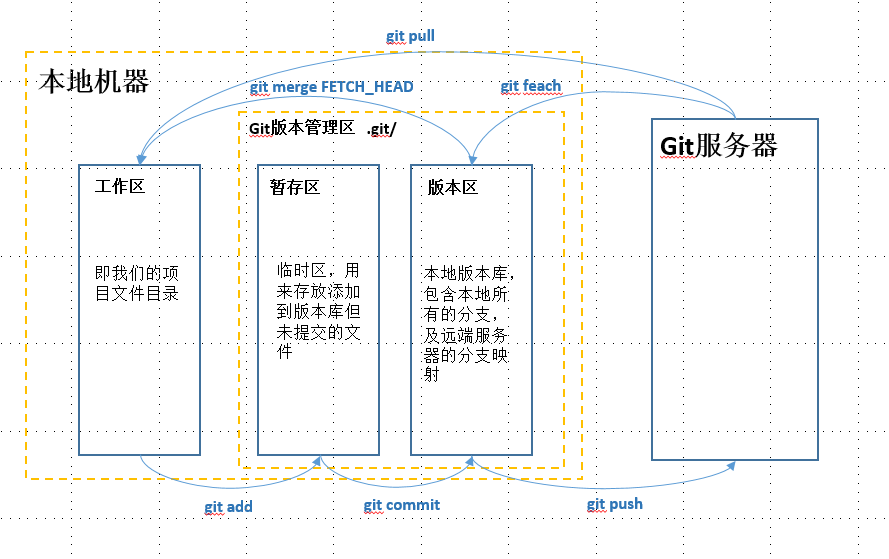 git pull
本地机器
git merge FETCH_HEAD
git feach
Git版本管理区 .git/
Git服务器
工作区
暂存区
版本区
即我们的项
目文件目录
临时区，用
来存放添加
到版本库但
未提交的文
件
本地版本库，
包含本地所
有的分支，
及远端服务
器的分支映
射
git add
git commit
git push